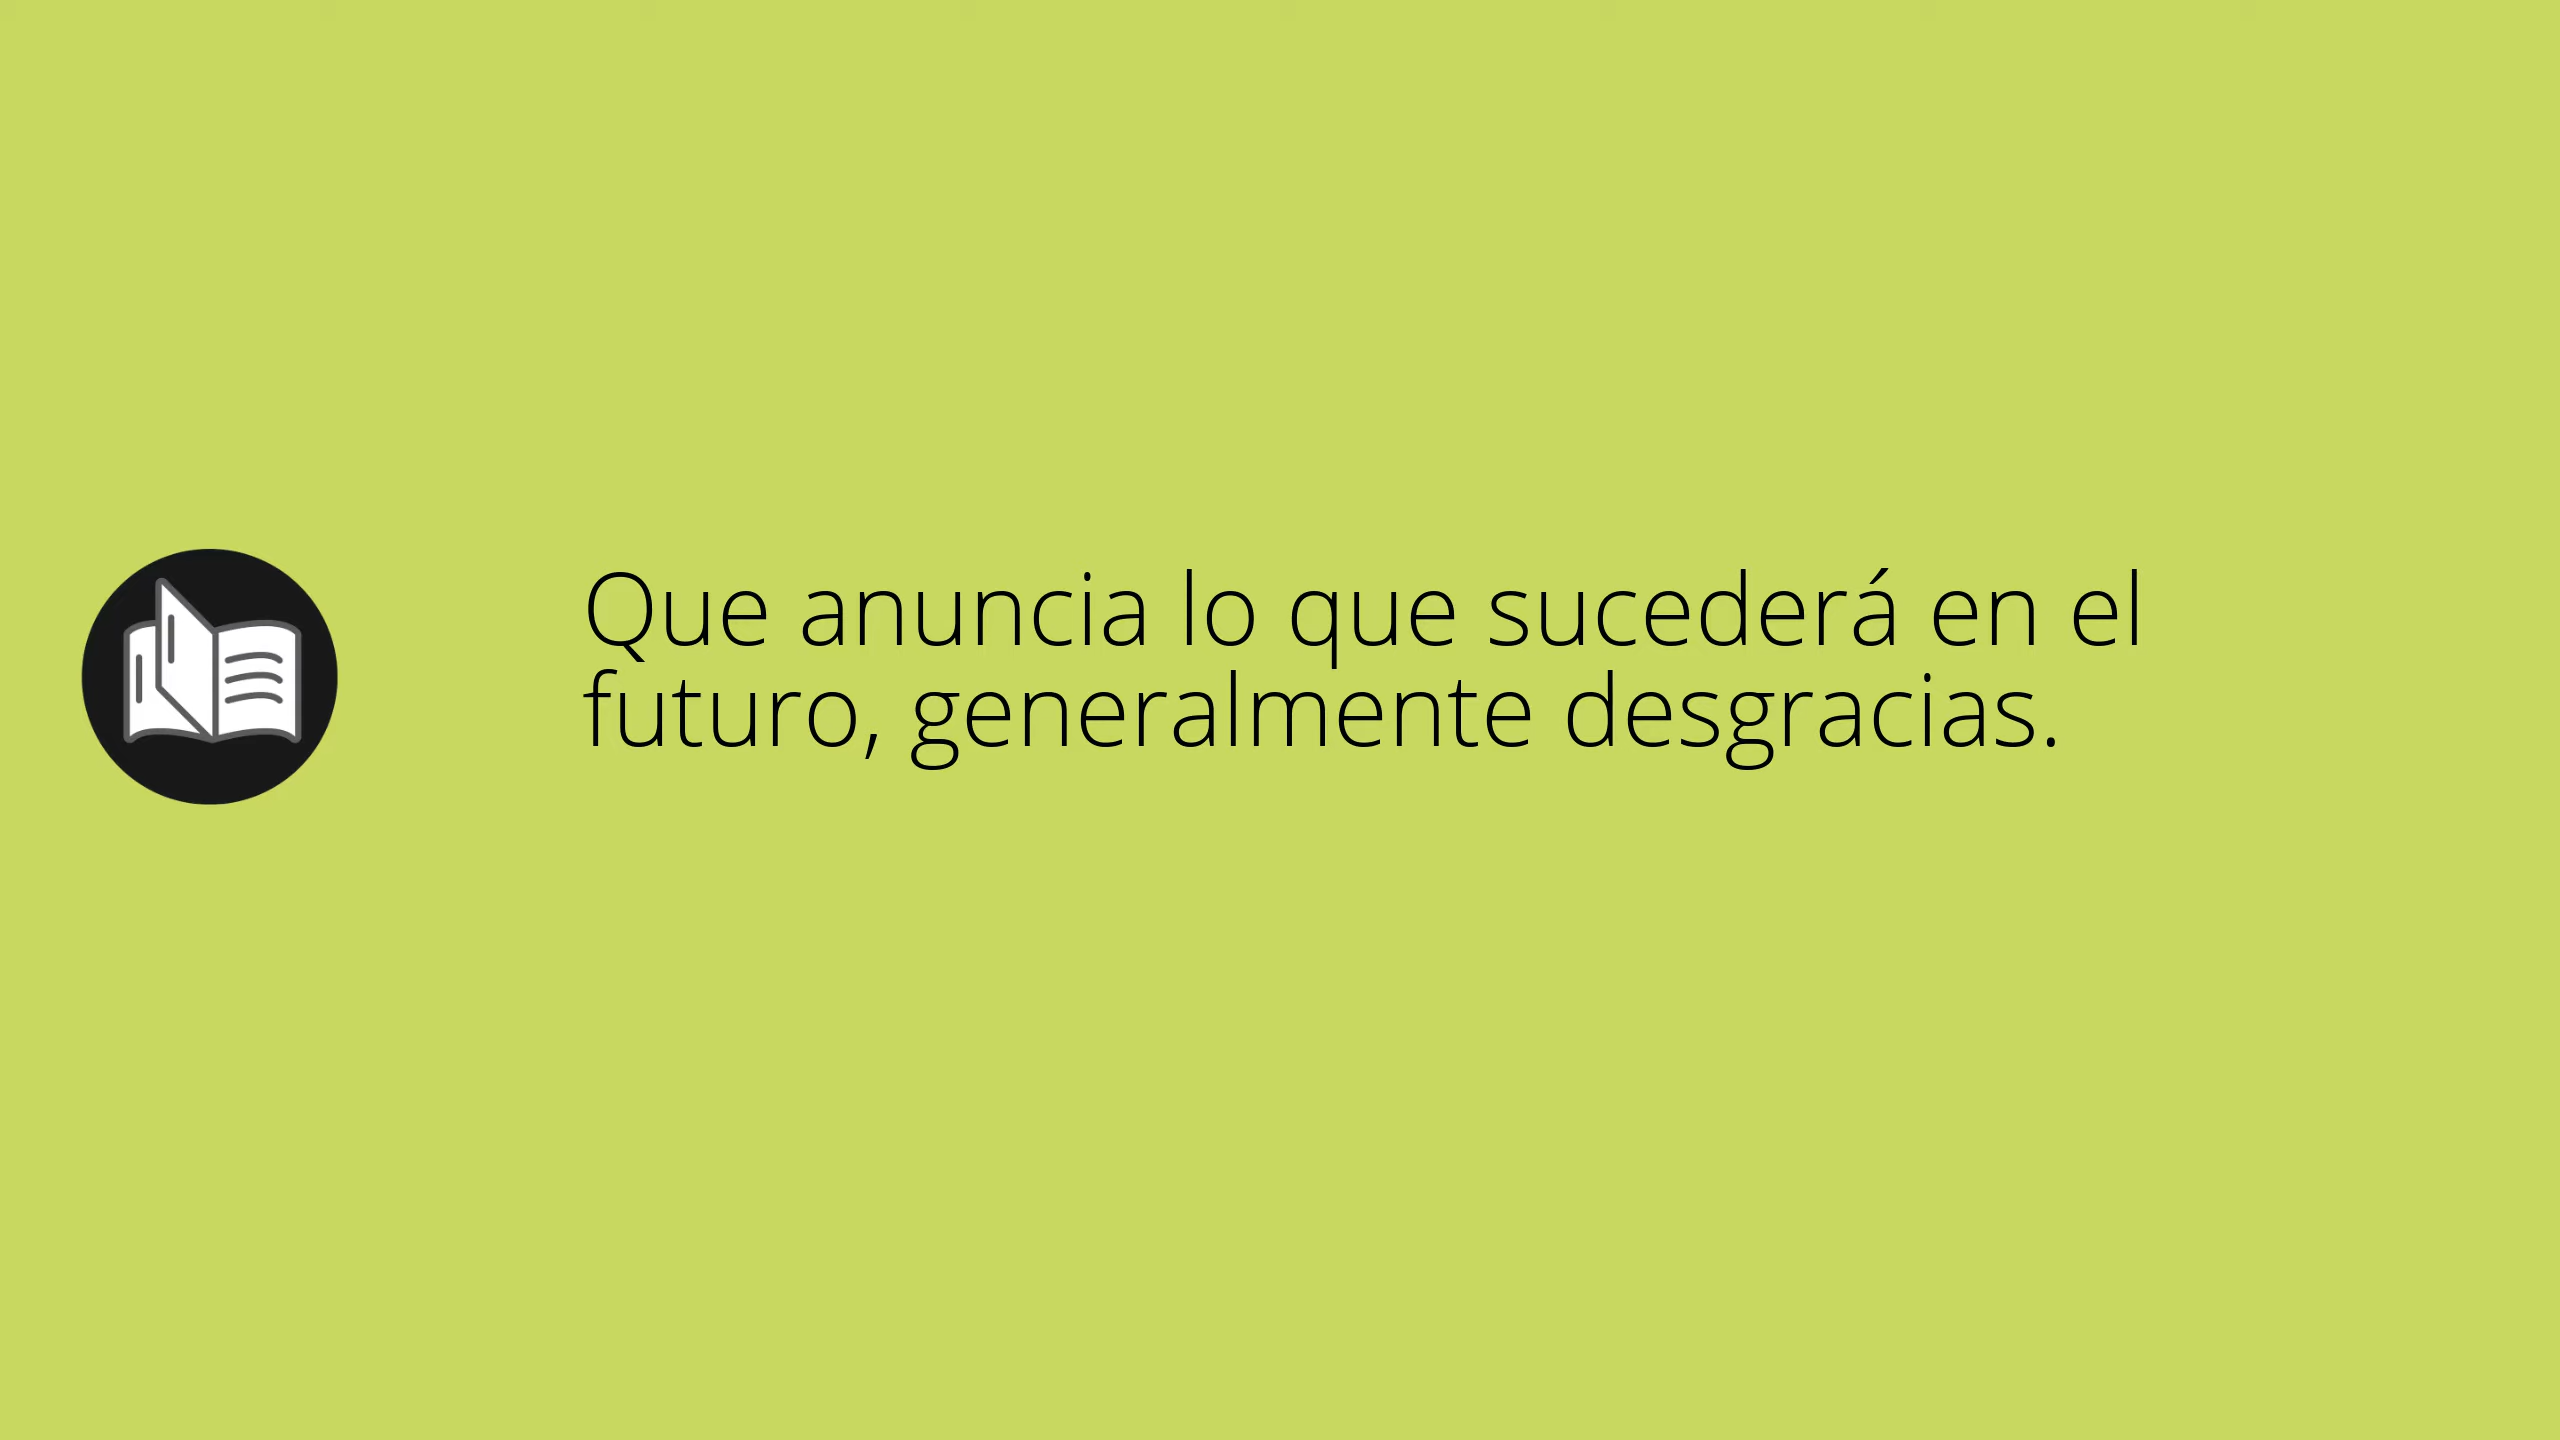 Que anuncia lo que sucederá en el
futuro, generalmente desgracias.